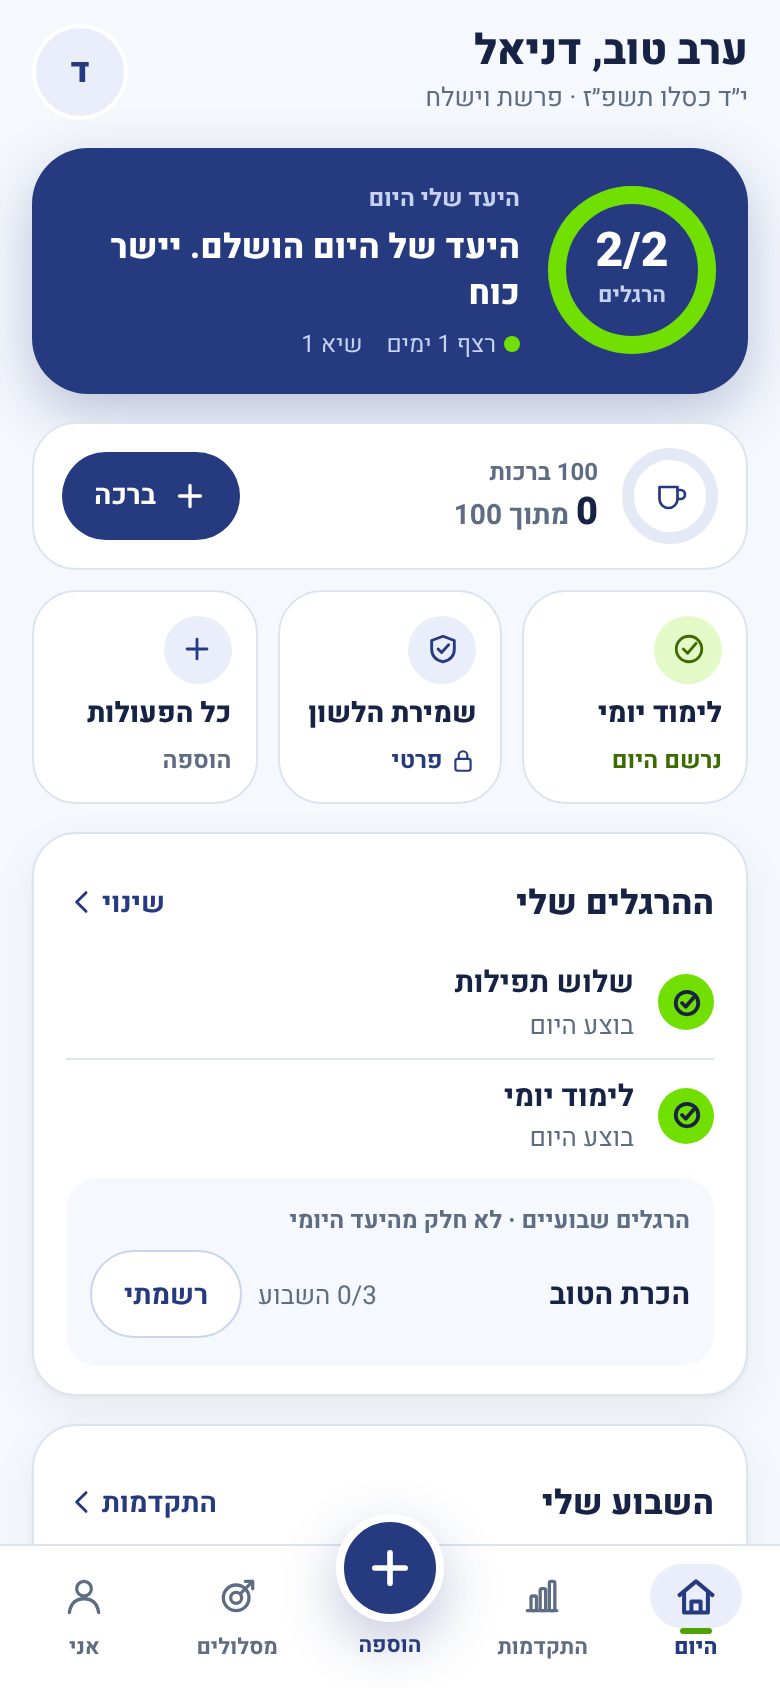 ערב טוב, דניאל
י״ד כסלו תשפ״ז · פרשת וישלח
ד
2/2
הרגלים
היעד שלי היום
היעד של היום הושלם. יישר
כוח
רצף 1 ימים
שיא 1
100 ברכות
0 מתוך 100
ברכה
לימוד יומי
נרשם היום
שמירת הלשון
פרטי
כל הפעולות
הוספה
ההרגלים שלי
שינוי
שלוש תפילות
בוצע היום
לימוד יומי
בוצע היום
הרגלים שבועיים · לא חלק מהיעד היומי
הכרת הטוב
0/3 השבוע
רשמתי
השבוע שלי
התקדמות
היום
התקדמות
הוספה
מסלולים
אני